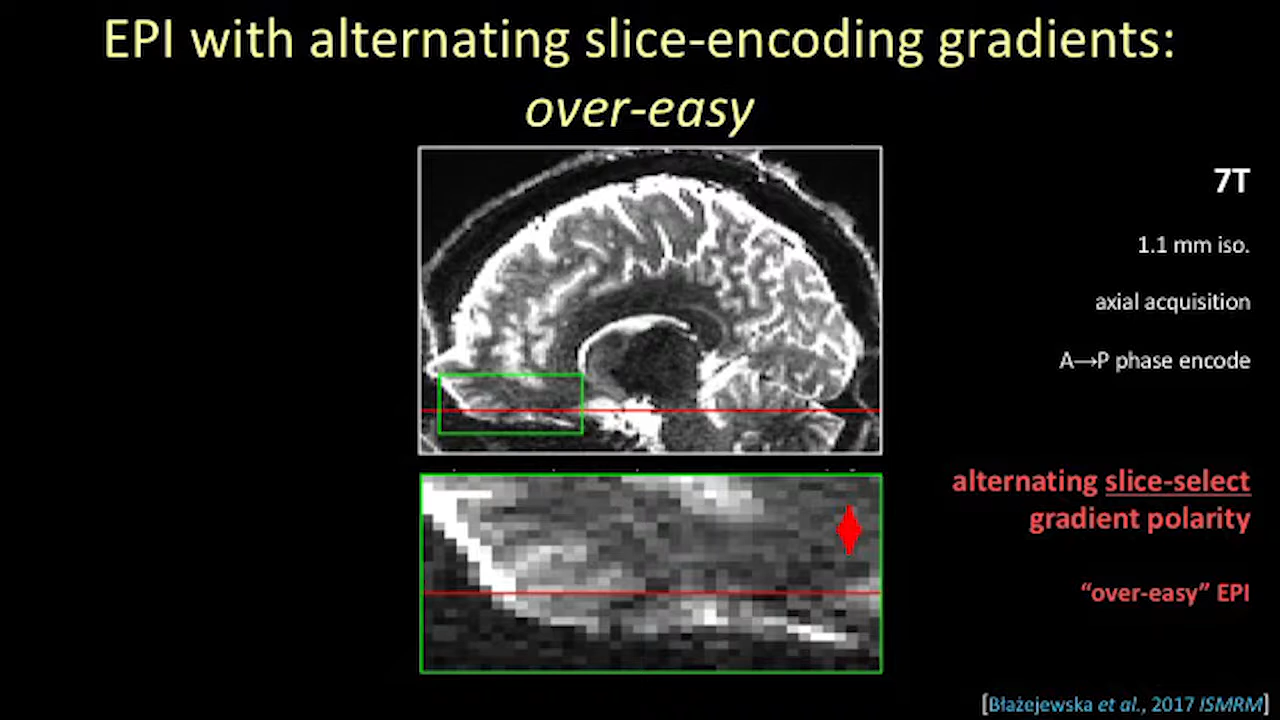 EPI with alternating slice-encoding gradients:
over-easy
7T
1.1 mm iso.
axial acquisition
A→P phase encode
alternating slice-select
gradient polarity
“over-easy” EPI
[Błażejewska et al., 2017 ISMRM]